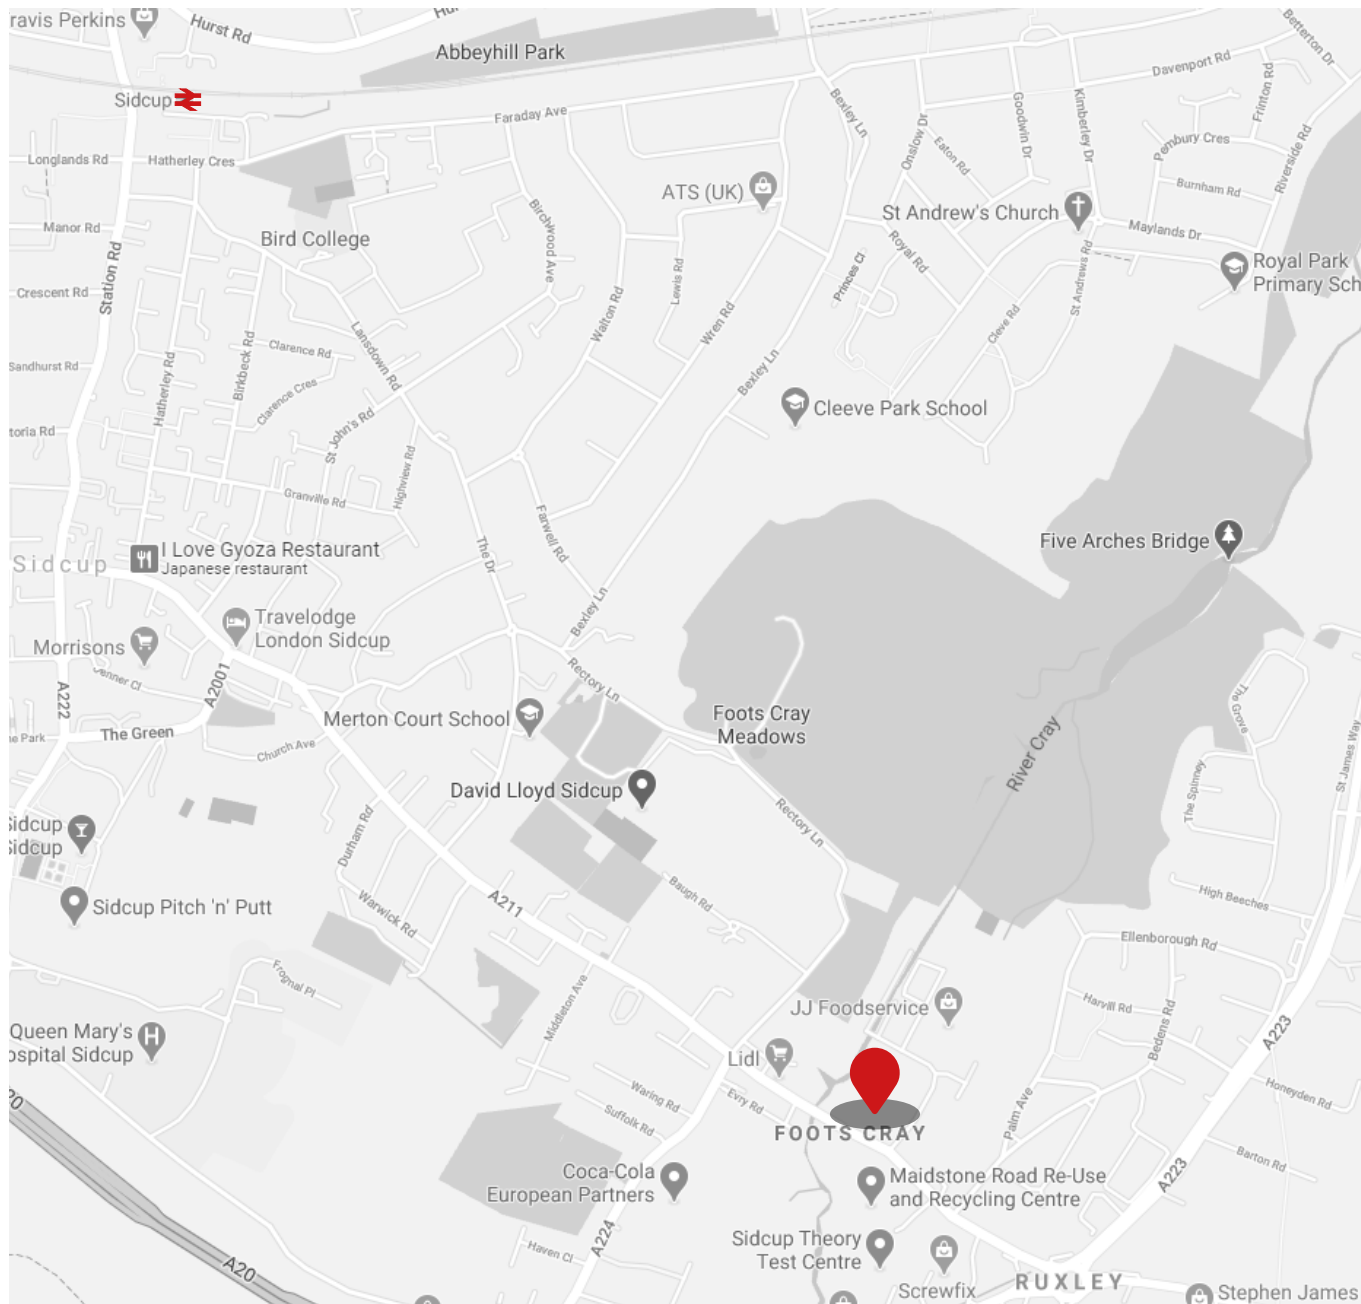 ravis Perkins
Hurst Rd
Abbeyhill Park
Betterton Dr
Davenport Rd
Sidcup
Faraday Ave
Bexley Ln
Goodwin Dr
Kimberley Dr
Frinton Rd
Onslow Dr
Eaton Rd
Pembury Cres
Riverside Rd
Longlands Rd
Hatherley Cres
ATS (UK)
Burnham Rd
St Andrew's Church
Manor Rd
Bird College
Birchwood Ave
Maylands Dr
Royal Rd
Princes Cl
St Andrews Rd
Royal Park
Primary Sch
Station Rd
Crescent Rd
Lewis Rd
Walton Rd
Wren Rd
Cleve Rd
Lansdown Rd
Clarence Rd
Birkbeck Rd
Sandhurst Rd
Hatherley Rd
Clarence Cres
Bexley Ln
Cleeve Park School
toria Rd
St John's Rd
Highview Rd
Granville Rd
Farwell Rd
The Dr
I Love Gyoza Restaurant
Japanese restaurant
Sidcup
Five Arches Bridge
Bexley Ln
Travelodge
London Sidcup
Morrisons
A2001
A222
Rectory Ln
The Grove
Merton Court School
Foots Cray
Meadows
The Green
Church Ave
River Cray
St James Way
The Spinney
David Lloyd Sidcup
Rectory Ln
Sidcup
Sidcup
Durham Rd
Baugh Rd
High Beeches
Sidcup Pitch 'n' Putt
Warwick Rd
A211
Ellenborough Rd
Frognal Pl
Middleton Ave
JJ Foodservice
Harvill Rd
Bedens Rd
A223
Queen Mary's
ospital Sidcup
Lidl
Waring Rd
Evry Rd
Suffolk Rd
Palm Ave
Honeyden Rd
FOOTS CRAY
Barton Rd
Coca-Cola
European Partners
Maidstone Road Re-Use
and Recycling Centre
A223
A224
Sidcup Theory
Test Centre
Haven Cl
A20
Screwfix
RUXLEY
Stephen James